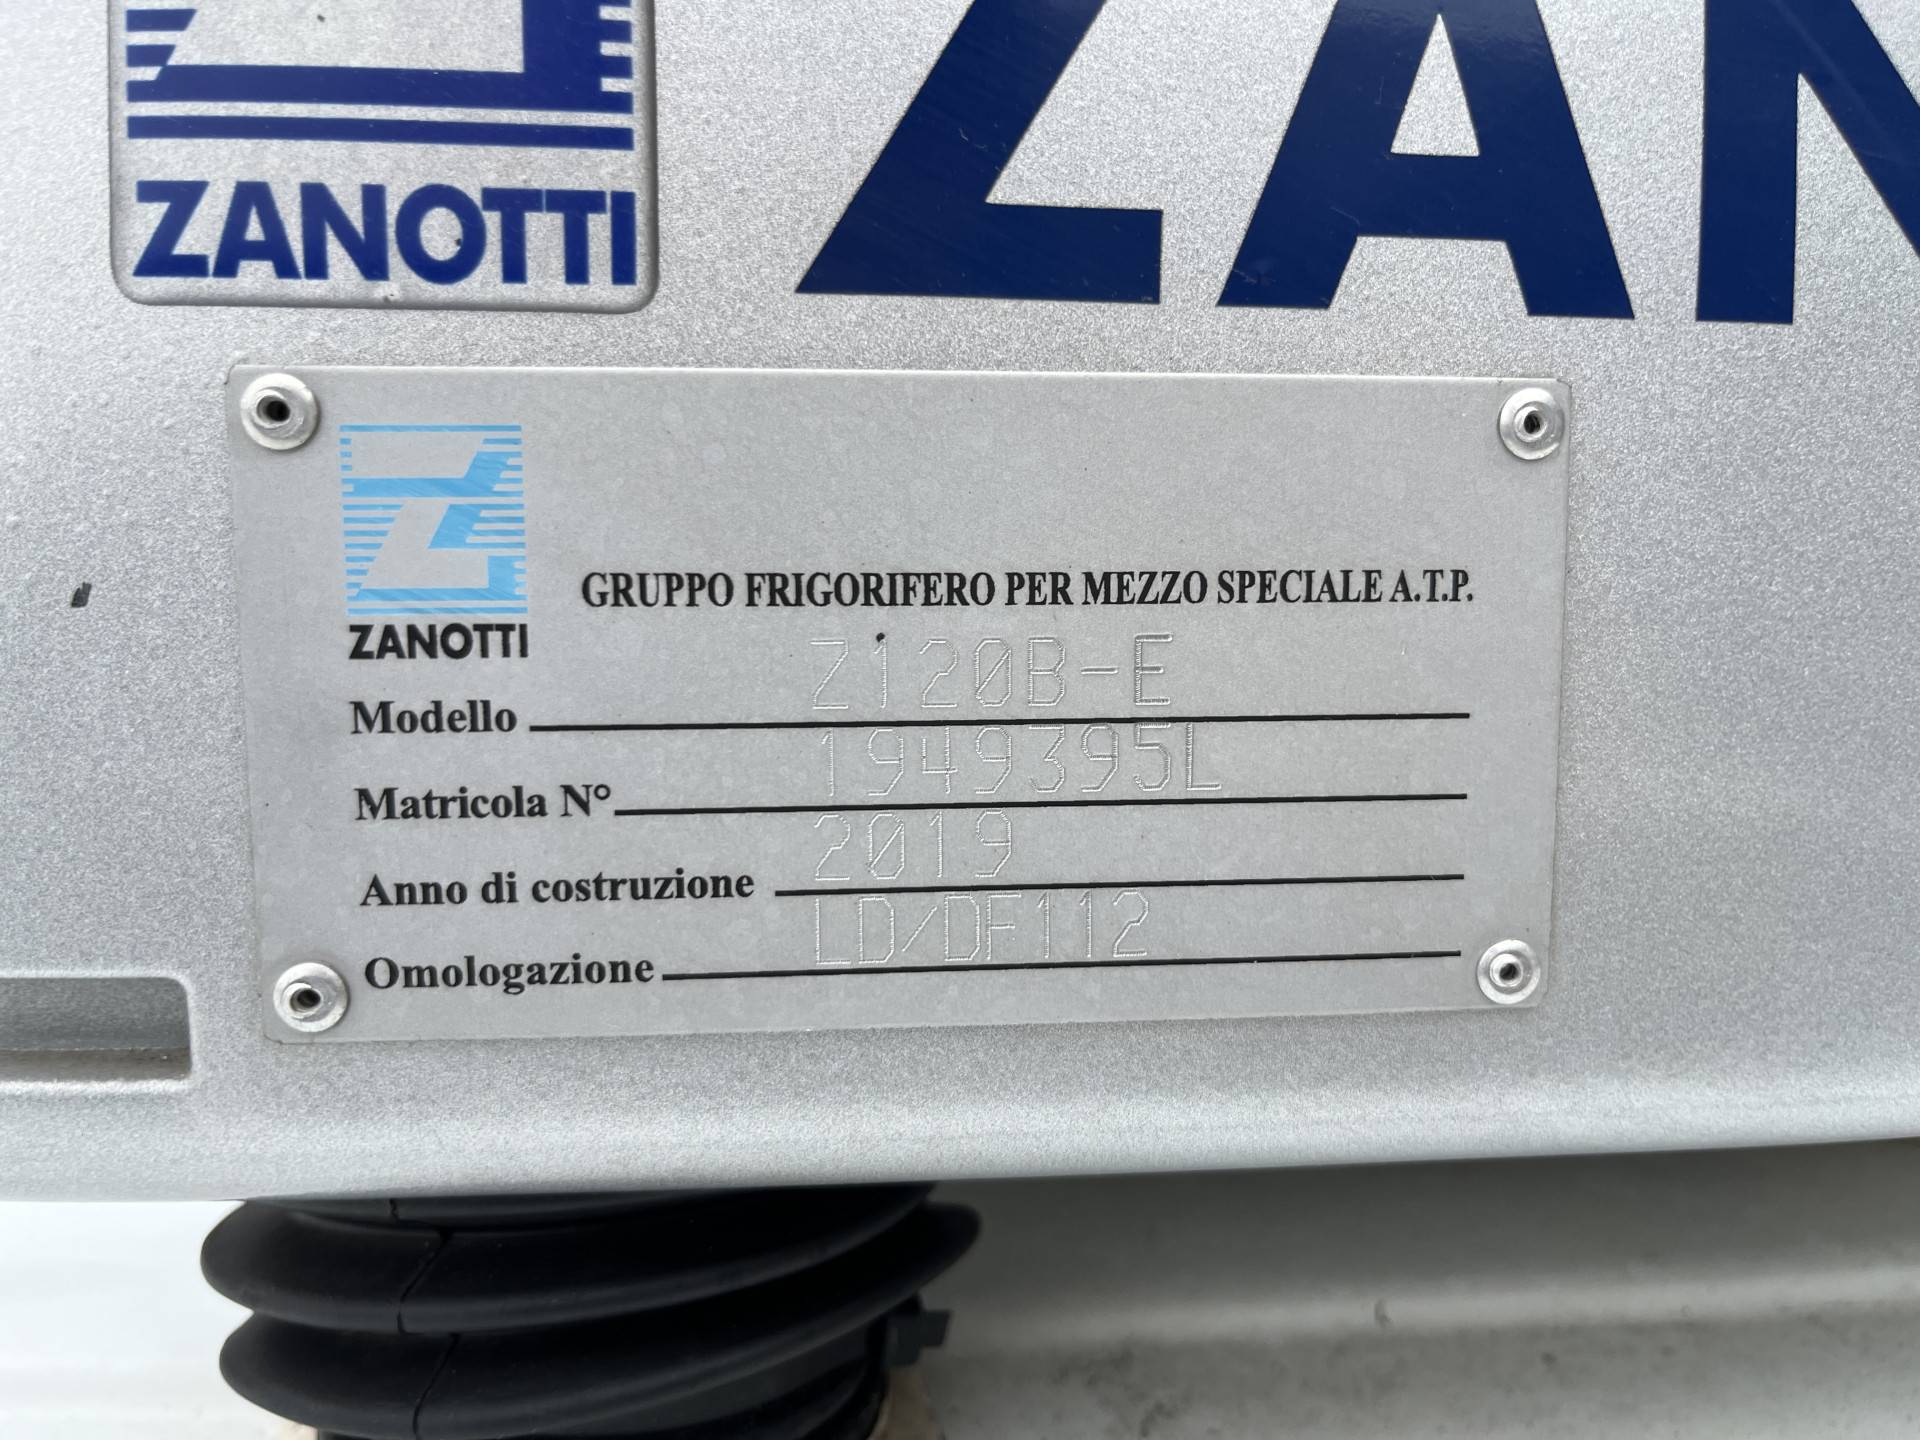 ZANOTTI
ZAN
ZANOTTI
GRUPPO FRIGORIFERO PER MEZZO SPECIALE A.T.P.
Modello Z120B-E
Matricola N° 1949395L
Anno di costruzione 2019
Omologazione LD/DF112